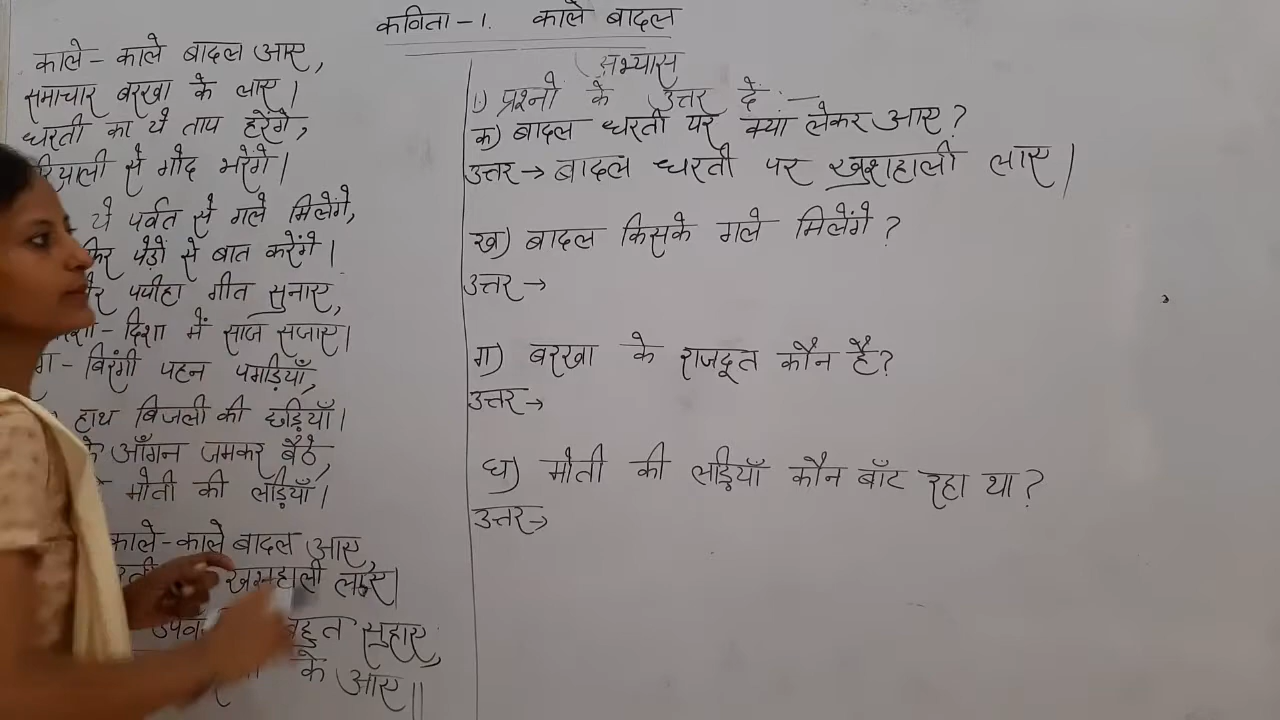 कविता - 1. काले बादल
काले - काले बादल आए,
समाचार बरखा के लाए।
धरती का ये ताप हरेंगे,
से गोद भरेंगे।
ये पर्वत से गले मिलेंगे,
पेड़ों से बात करेंगे।
पपीहा गीत सुनाए,
- दिशा में साज सजाए।
- बिरंगी पहन पगड़ियाँ,
हाथ बिजली की छड़ियाँ।
आँगन जमकर बैठे,
मोती की लड़ियाँ।
काले-काले बादल आए,
लाए।
बहुत सुहाए,
के आए॥
अभ्यास
1) प्रश्नों के उत्तर दें :—
क) बादल धरती पर क्या लेकर आए?
उत्तर → बादल धरती पर खुशहाली लाए।
ख) बादल किसके गले मिलेंगे?
उत्तर →
ग) बरखा के राजदूत कौन है?
उत्तर →
घ) मोती की लड़ियाँ कौन बाँट रहा था?
उत्तर →